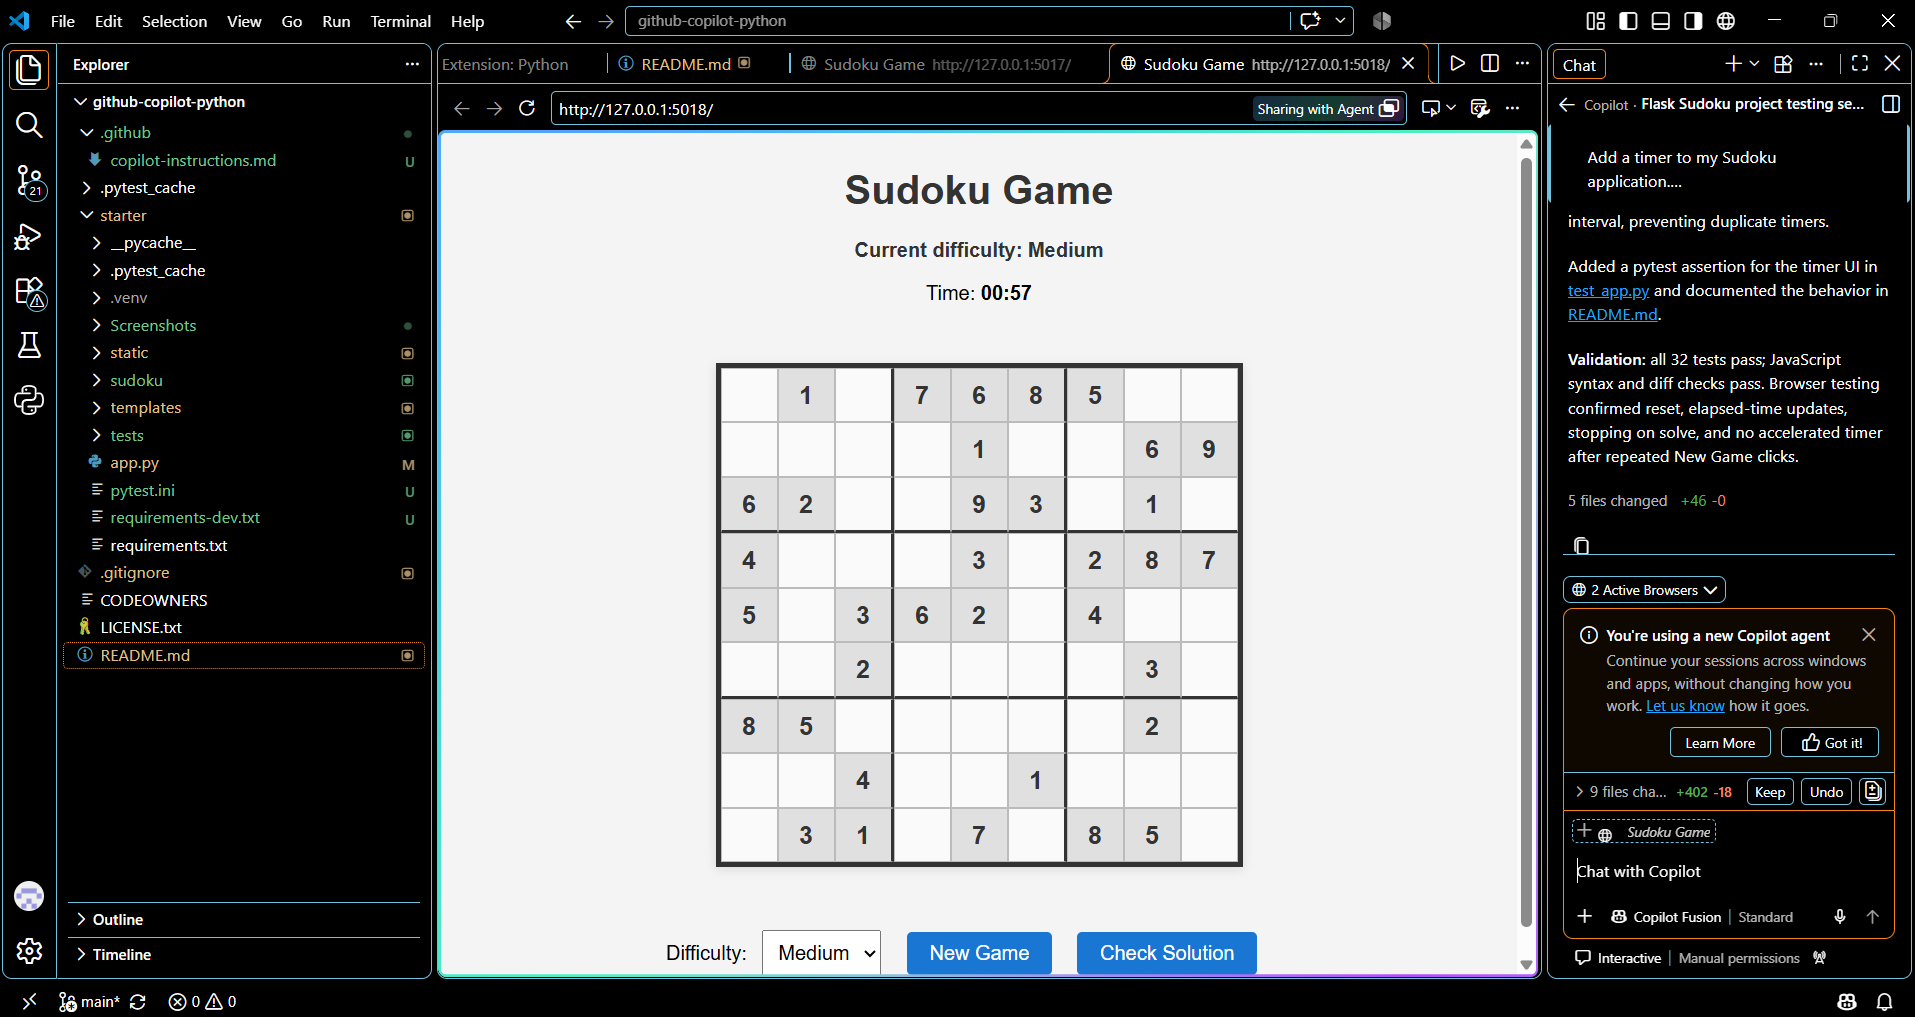 File Edit Selection View Go Run Terminal Help
github-copilot-python
Explorer
github-copilot-python
.github
copilot-instructions.md U
.pytest_cache
starter
__pycache__
.pytest_cache
.venv
Screenshots
static
sudoku
templates
tests
app.py M
pytest.ini U
requirements-dev.txt U
requirements.txt
.gitignore
CODEOWNERS
LICENSE.txt
README.md
21
Outline
Timeline
main* 0 0
Extension: Python README.md Sudoku Game http://127.0.0.1:5017/ Sudoku Game http://127.0.0.1:5018/
http://127.0.0.1:5018/ Sharing with Agent
Sudoku Game
Current difficulty: Medium
Time: 00:57
1 7 6 8 5
1 6 9
6 2 9 3 1
4 3 2 8 7
5 3 6 2 4
2 3
8 5 2
4 1
3 1 7 8 5
Difficulty: Medium New Game Check Solution
Chat
Copilot · Flask Sudoku project testing se...
Add a timer to my Sudoku
application....
interval, preventing duplicate timers.
Added a pytest assertion for the timer UI in
test_app.py and documented the behavior in
README.md.
Validation: all 32 tests pass; JavaScript
syntax and diff checks pass. Browser testing
confirmed reset, elapsed-time updates,
stopping on solve, and no accelerated timer
after repeated New Game clicks.
5 files changed +46 -0
2 Active Browsers
You're using a new Copilot agent
Continue your sessions across windows
and apps, without changing how you
work. Let us know how it goes.
Learn More Got it!
9 files cha... +402 -18 Keep Undo
Sudoku Game
Chat with Copilot
Copilot Fusion Standard
Interactive Manual permissions